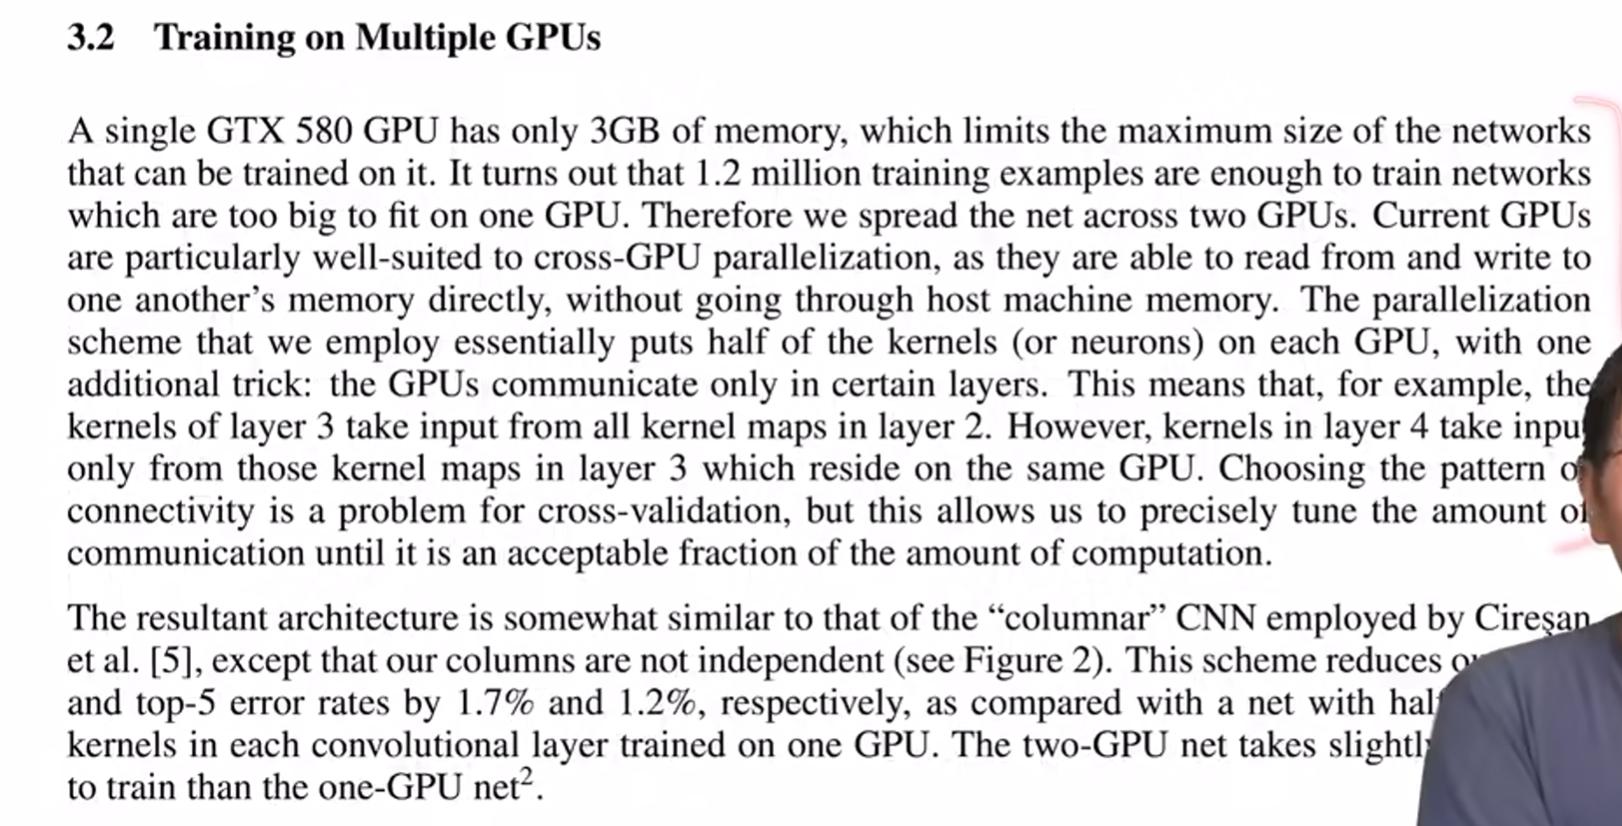 3.2 Training on Multiple GPUs
A single GTX 580 GPU has only 3GB of memory, which limits the maximum size of the networks
that can be trained on it. It turns out that 1.2 million training examples are enough to train networks
which are too big to fit on one GPU. Therefore we spread the net across two GPUs. Current GPUs
are particularly well-suited to cross-GPU parallelization, as they are able to read from and write to
one another’s memory directly, without going through host machine memory. The parallelization
scheme that we employ essentially puts half of the kernels (or neurons) on each GPU, with one
additional trick: the GPUs communicate only in certain layers. This means that, for example, the
kernels of layer 3 take input from all kernel maps in layer 2. However, kernels in layer 4 take
only from those kernel maps in layer 3 which reside on the same GPU. Choosing the pattern
connectivity is a problem for cross-validation, but this allows us to precisely tune the amount
communication until it is an acceptable fraction of the amount of computation.
The resultant architecture is somewhat similar to that of the “columnar” CNN employed by Cireşan
et al. [5], except that our columns are not independent (see Figure 2). This scheme reduces
and top-5 error rates by 1.7% and 1.2%, respectively, as compared with a net with
kernels in each convolutional layer trained on one GPU. The two-GPU net takes
to train than the one-GPU net².